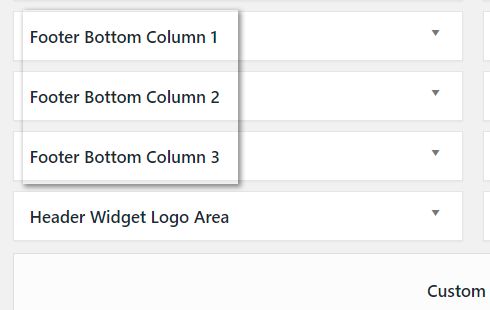 Footer Bottom Column 1
Footer Bottom Column 2
Footer Bottom Column 3
Header Widget Logo Area
Custom